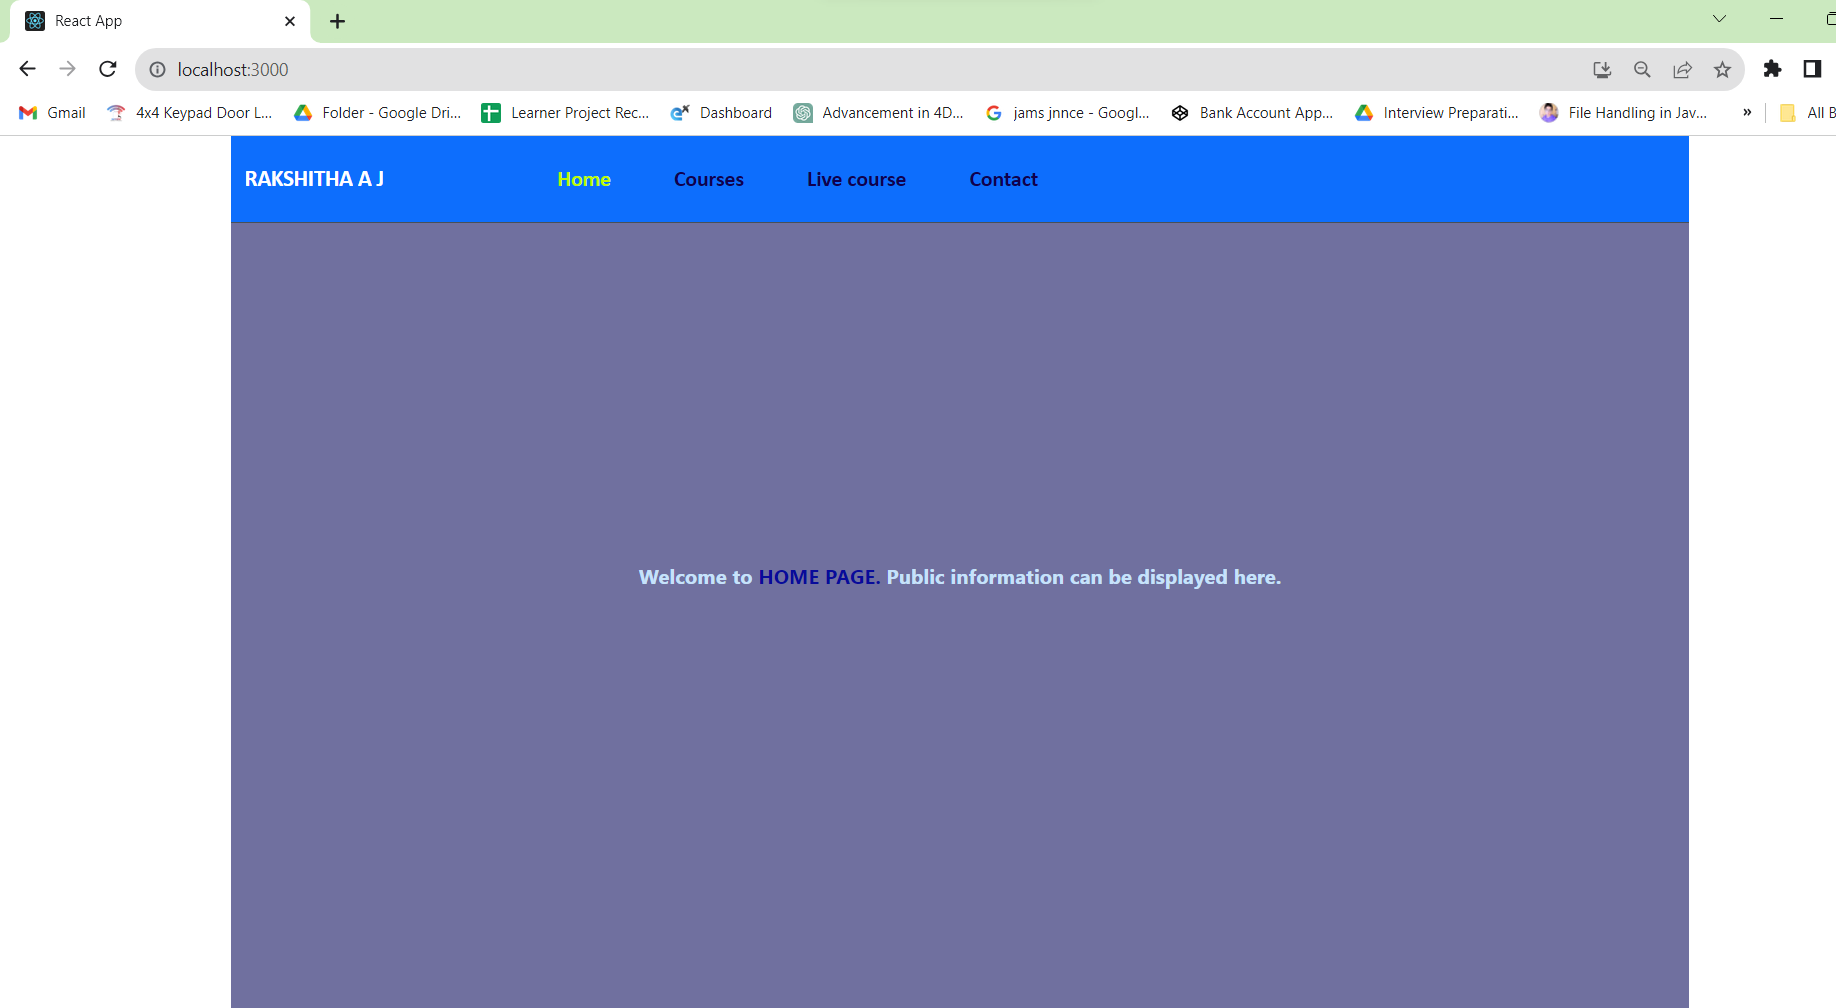 React App
localhost:3000
Gmail 4x4 Keypad Door L... Folder - Google Dri... Learner Project Rec... Dashboard Advancement in 4D... jams jnnce - Googl... Bank Account App... Interview Preparati... File Handling in Jav... » All B
RAKSHITHA A J Home Courses Live course Contact
Welcome to HOME PAGE. Public information can be displayed here.